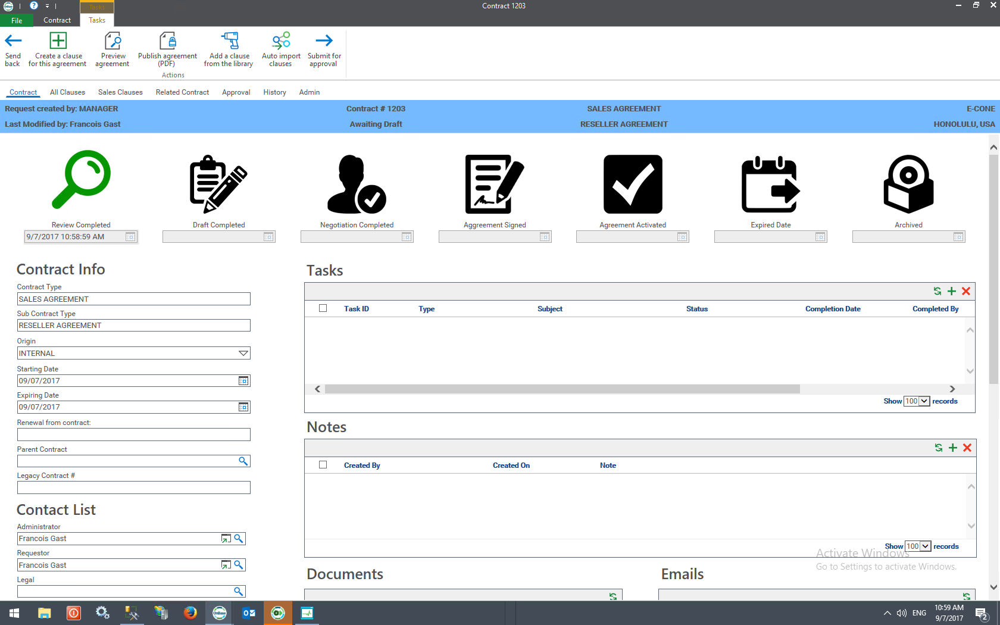 Contract 1203
Tasks
File
Contract
Tasks
Send back
Create a clause for this agreement
Preview agreement
Publish agreement (PDF)
Add a clause from the library
Auto import clauses
Submit for approval
Actions
Contract
All Clauses
Sales Clauses
Related Contract
Approval
History
Admin
Request created by: MANAGER
Contract # 1203
SALES AGREEMENT
E-CONE
Last Modified by: Francois Gast
Awaiting Draft
RESELLER AGREEMENT
HONOLULU, USA
Review Completed
Draft Completed
Negotiation Completed
Aggreement Signed
Agreement Activated
Expired Date
Archived
9/7/2017 10:58:59 AM
Contract Info
Contract Type
SALES AGREEMENT
Sub Contract Type
RESELLER AGREEMENT
Origin
INTERNAL
Starting Date
09/07/2017
Expiring Date
09/07/2017
Renewal from contract:
Parent Contract
Legacy Contract #
Contact List
Administrator
Francois Gast
Requestor
Francois Gast
Legal
Tasks
Task ID
Type
Subject
Status
Completion Date
Completed By
Show 100 records
Notes
Created By
Created On
Note
Show 100 records
Activate Windows
Go to Settings to activate Windows.
Documents
Emails
OnBase
ENG
10:59 AM
9/7/2017
2